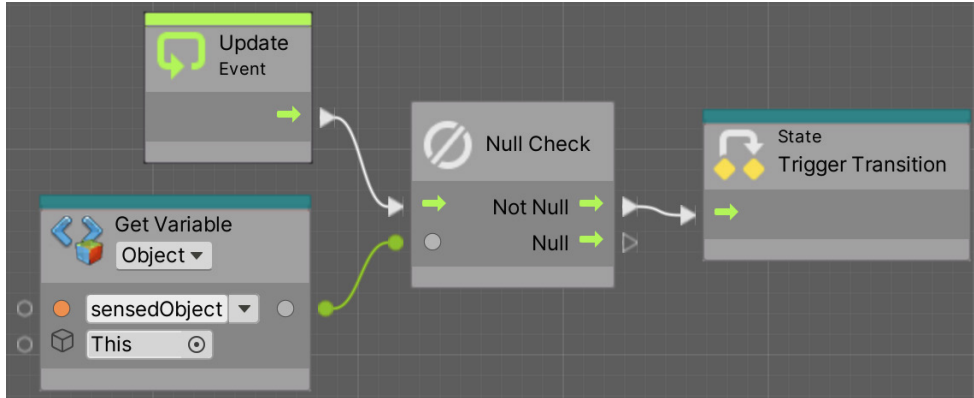 Update
Event
Get Variable
Object
sensedObject
This
Null Check
Not Null
Null
State
Trigger Transition